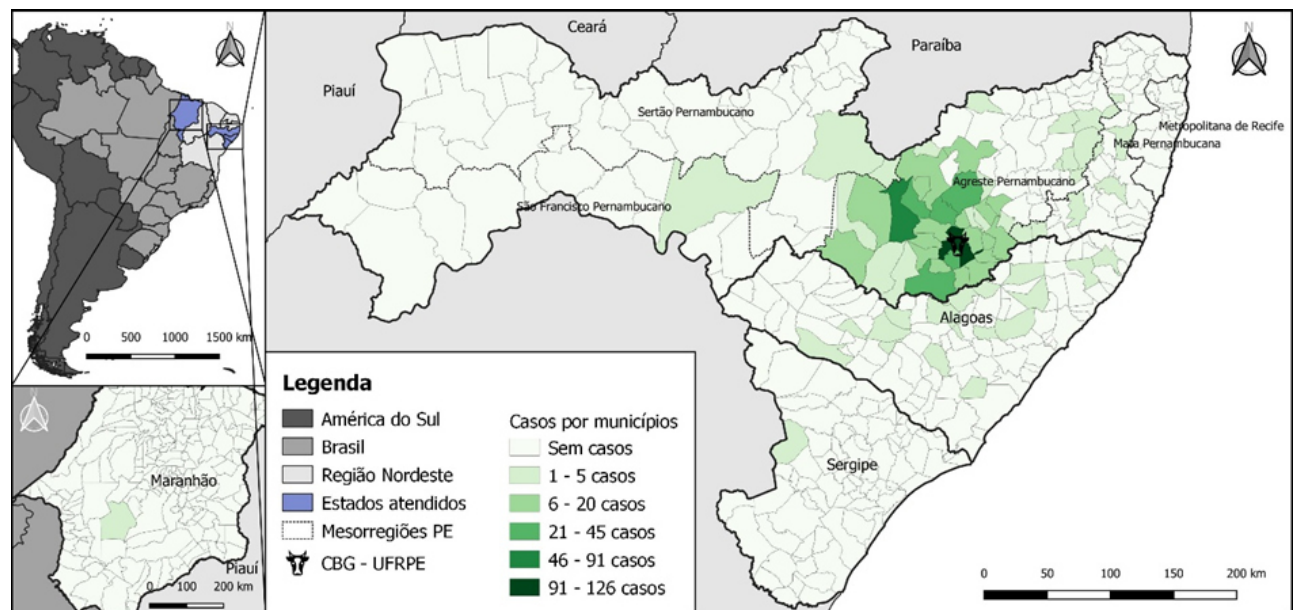 N
0 500 1000 1500 km
N
Maranhão
Piauí
0 100 200 km
Ceará
Paraíba
N
Piauí
Sertão Pernambucano
Metropolitana de Recife
Mata Pernambucana
Agreste Pernambucano
São Francisco Pernambucano
Alagoas
Sergipe
Legenda
América do Sul
Brasil
Região Nordeste
Estados atendidos
Mesorregiões PE
CBG - UFRPE
Casos por municípios
Sem casos
1 - 5 casos
6 - 20 casos
21 - 45 casos
46 - 91 casos
91 - 126 casos
0 50 100 150 200 km